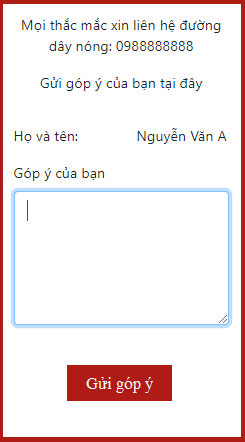 Mọi thắc mắc xin liên hệ đường
dây nóng: 0988888888
Gửi góp ý của bạn tại đây
Họ và tên: Nguyễn Văn A
Góp ý của bạn
Gửi góp ý